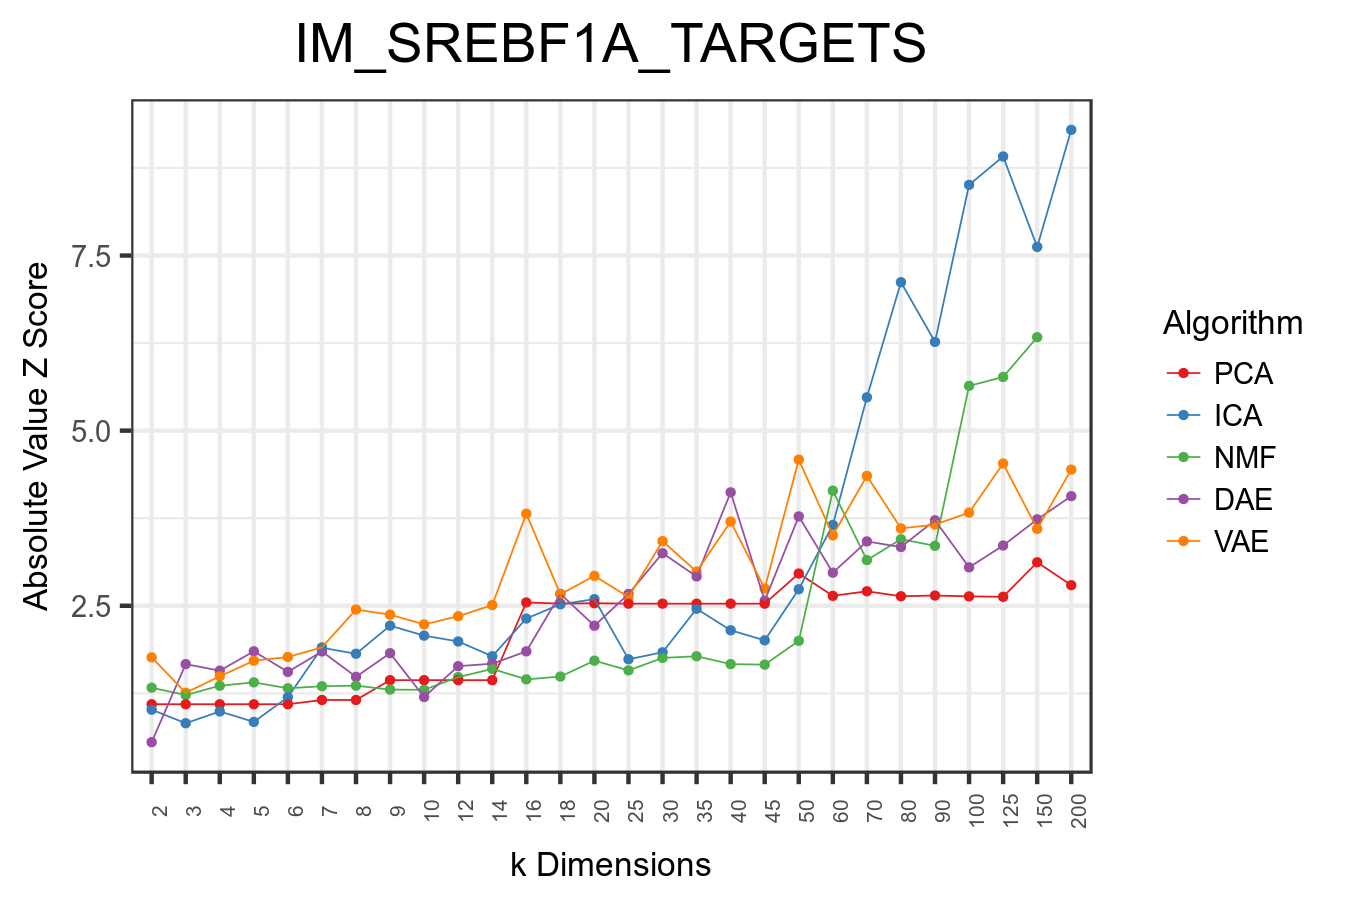 IM_SREBF1A_TARGETS
Absolute Value Z Score
7.5
5.0
2.5
2 3 4 5 6 7 8 9 10 12 14 16 18 20 25 30 35 40 45 50 60 70 80 90 100 125 150 200
k Dimensions
Algorithm
PCA
ICA
NMF
DAE
VAE